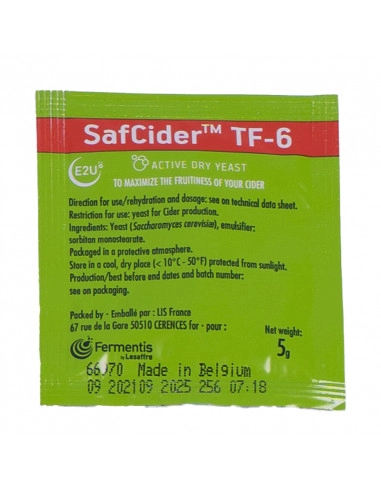 SafCider™ TF-6
E2U®
ACTIVE DRY YEAST
TO MAXIMIZE THE FRUITINESS OF YOUR CIDER
Direction for use/rehydration and dosage: see on technical data sheet.
Restriction for use: yeast for Cider production.
Ingredients: Yeast (Saccharomyces cerevisiæ), emulsifier:
sorbitan monostearate.
Packaged in a protective atmosphere.
Store in a cool, dry place (< 10°C - 50°F) protected from sunlight.
Production/best before end dates and batch number:
see on packaging.
Packed by - Emballé par : LIS France
67 rue de la Gare 50510 CERENCES for - pour :
Net weight:
5g
Fermentis
by Lesaffre
66970 Made in Belgium
09 2021 09 2025 256 07:18